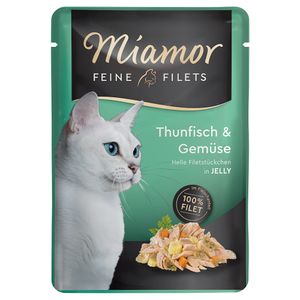 Miamor
FEINE FILETS
Thunfisch &
Gemüse
Helle Filetstückchen
in JELLY
100% FILET